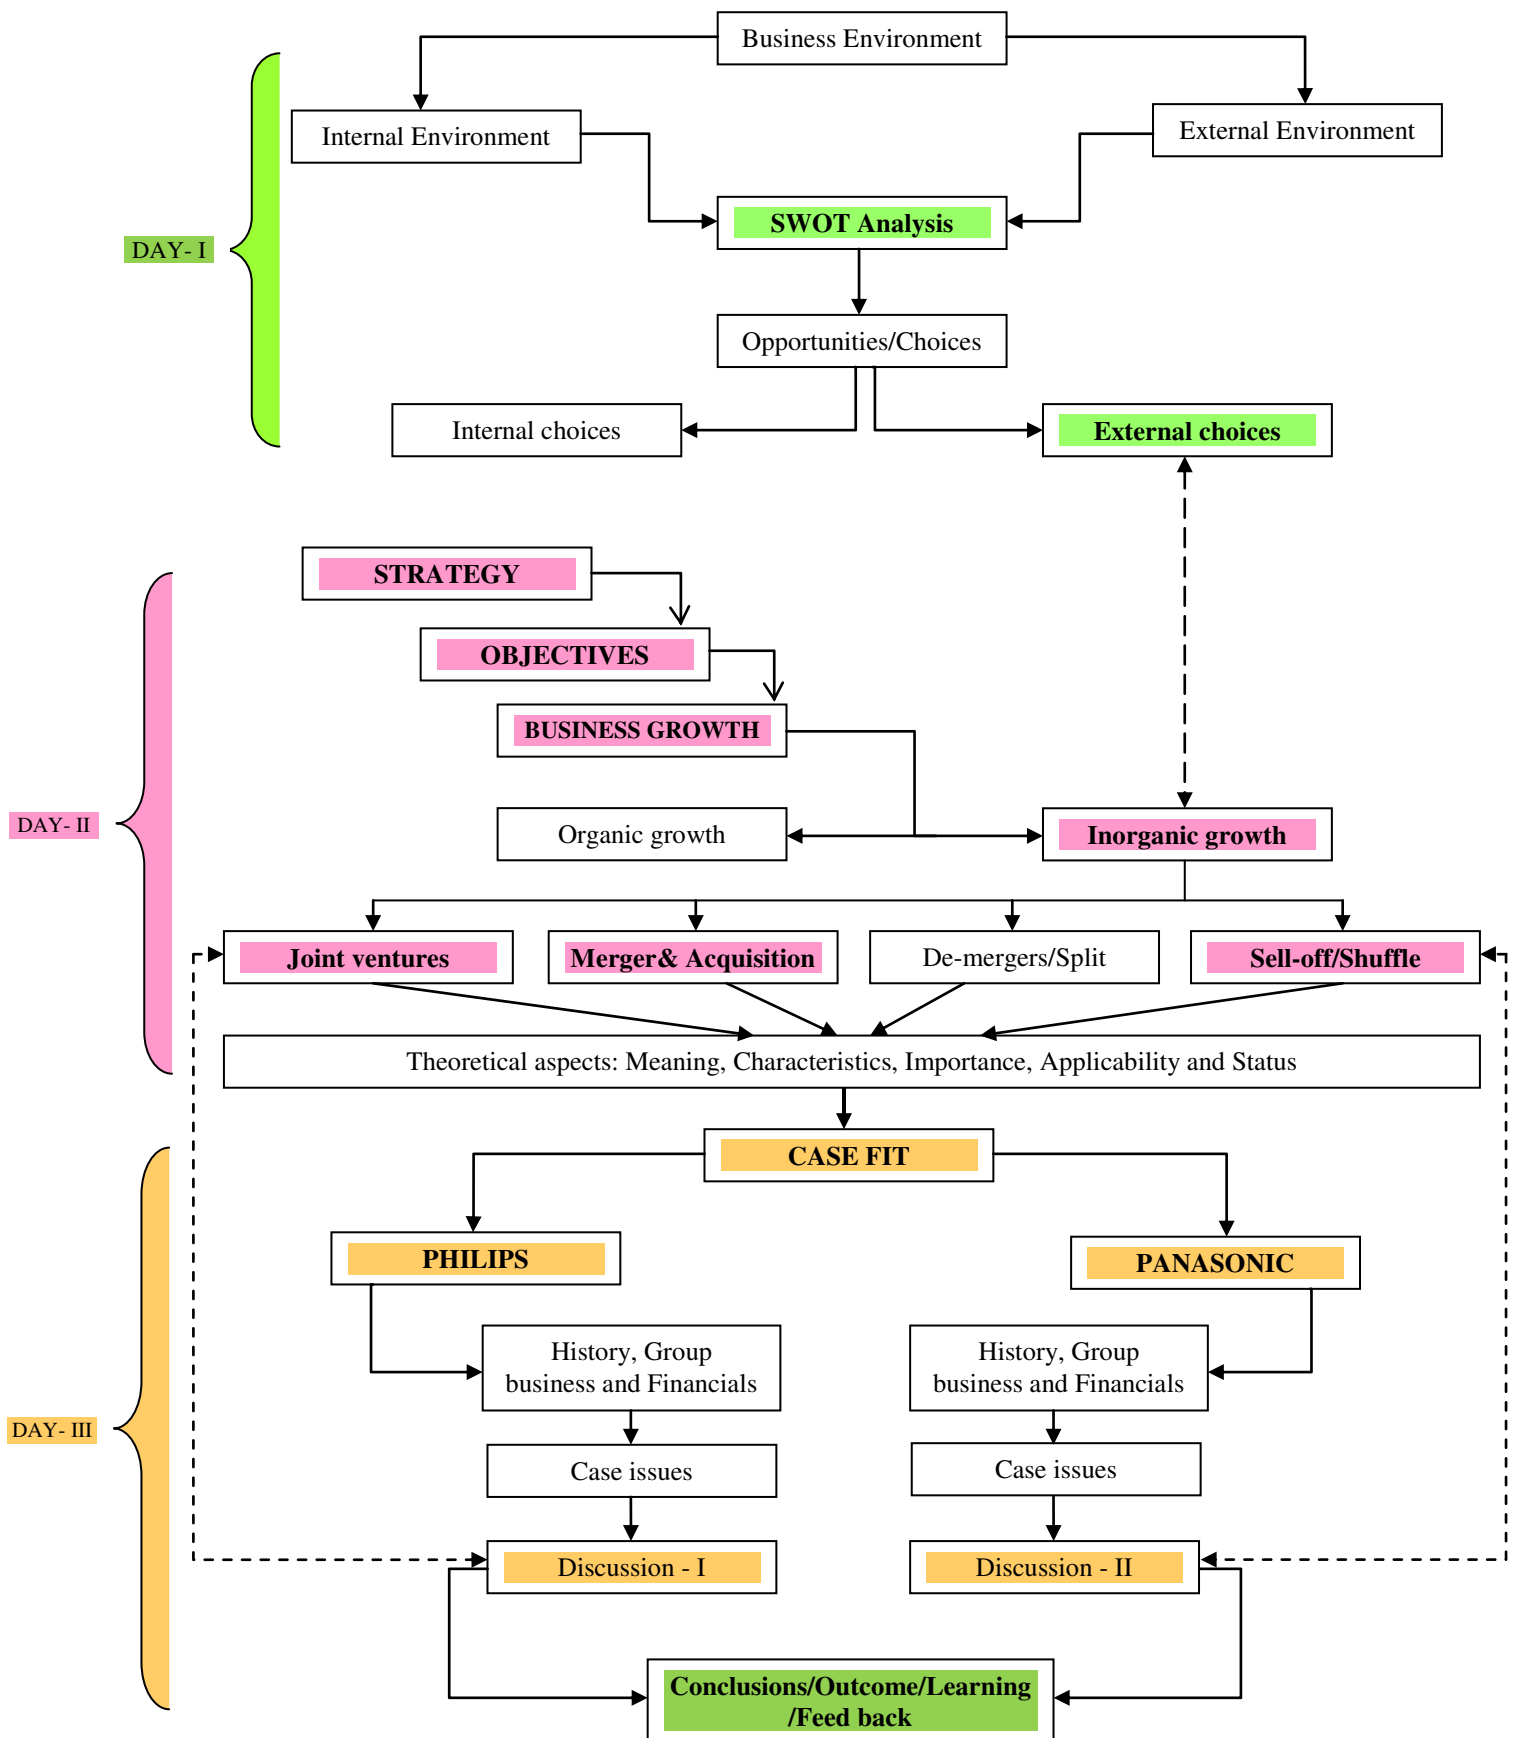 Business Environment
Internal Environment
External Environment
SWOT Analysis
DAY- I
Opportunities/Choices
Internal choices
External choices
STRATEGY
OBJECTIVES
BUSINESS GROWTH
DAY- II
Organic growth
Inorganic growth
Joint ventures
Merger& Acquisition
De-mergers/Split
Sell-off/Shuffle
Theoretical aspects: Meaning, Characteristics, Importance, Applicability and Status
CASE FIT
PHILIPS
PANASONIC
History, Group
business and Financials
History, Group
business and Financials
DAY- III
Case issues
Case issues
Discussion - I
Discussion - II
Conclusions/Outcome/Learning
/Feed back